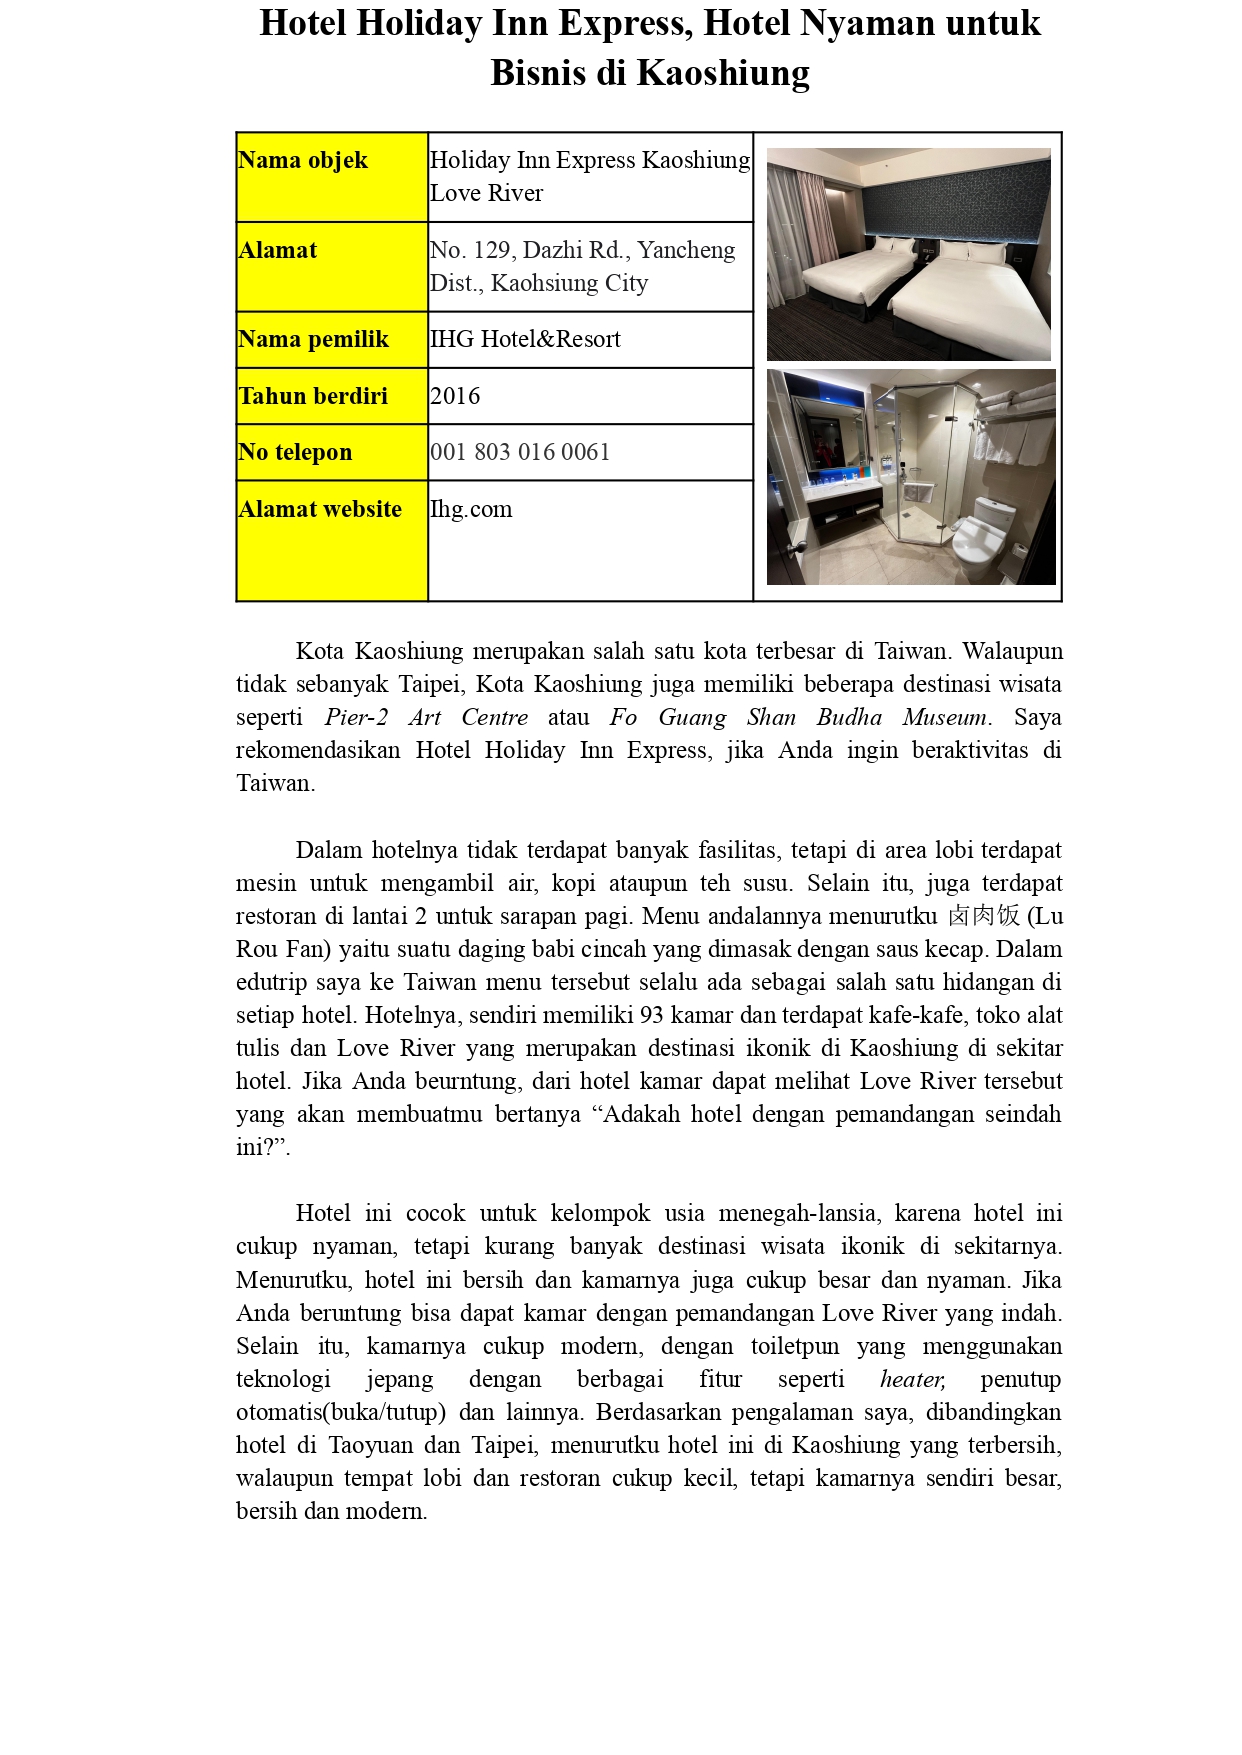 Hotel Holiday Inn Express, Hotel Nyaman untuk
Bisnis di Kaoshiung
Nama objek
Holiday Inn Express Kaoshiung
Love River
Alamat
No. 129, Dazhi Rd., Yancheng
Dist., Kaohsiung City
Nama pemilik
IHG Hotel&Resort
Tahun berdiri
2016
No telepon
001 803 016 0061
Alamat website
Ihg.com
Kota Kaoshiung merupakan salah satu kota terbesar di Taiwan. Walaupun
tidak sebanyak Taipei, Kota Kaoshiung juga memiliki beberapa destinasi wisata
seperti Pier-2 Art Centre atau Fo Guang Shan Budha Museum. Saya
rekomendasikan Hotel Holiday Inn Express, jika Anda ingin beraktivitas di
Taiwan.
Dalam hotelnya tidak terdapat banyak fasilitas, tetapi di area lobi terdapat
mesin untuk mengambil air, kopi ataupun teh susu. Selain itu, juga terdapat
restoran di lantai 2 untuk sarapan pagi. Menu andalannya menurutku 卤肉饭 (Lu
Rou Fan) yaitu suatu daging babi cincah yang dimasak dengan saus kecap. Dalam
edutrip saya ke Taiwan menu tersebut selalu ada sebagai salah satu hidangan di
setiap hotel. Hotelnya, sendiri memiliki 93 kamar dan terdapat kafe-kafe, toko alat
tulis dan Love River yang merupakan destinasi ikonik di Kaoshiung di sekitar
hotel. Jika Anda beurntung, dari hotel kamar dapat melihat Love River tersebut
yang akan membuatmu bertanya “Adakah hotel dengan pemandangan seindah
ini?”.
Hotel ini cocok untuk kelompok usia menegah-lansia, karena hotel ini
cukup nyaman, tetapi kurang banyak destinasi wisata ikonik di sekitarnya.
Menurutku, hotel ini bersih dan kamarnya juga cukup besar dan nyaman. Jika
Anda beruntung bisa dapat kamar dengan pemandangan Love River yang indah.
Selain itu, kamarnya cukup modern, dengan toiletpun yang menggunakan
teknologi jepang dengan berbagai fitur seperti heater, penutup
otomatis(buka/tutup) dan lainnya. Berdasarkan pengalaman saya, dibandingkan
hotel di Taoyuan dan Taipei, menurutku hotel ini di Kaoshiung yang terbersih,
walaupun tempat lobi dan restoran cukup kecil, tetapi kamarnya sendiri besar,
bersih dan modern.